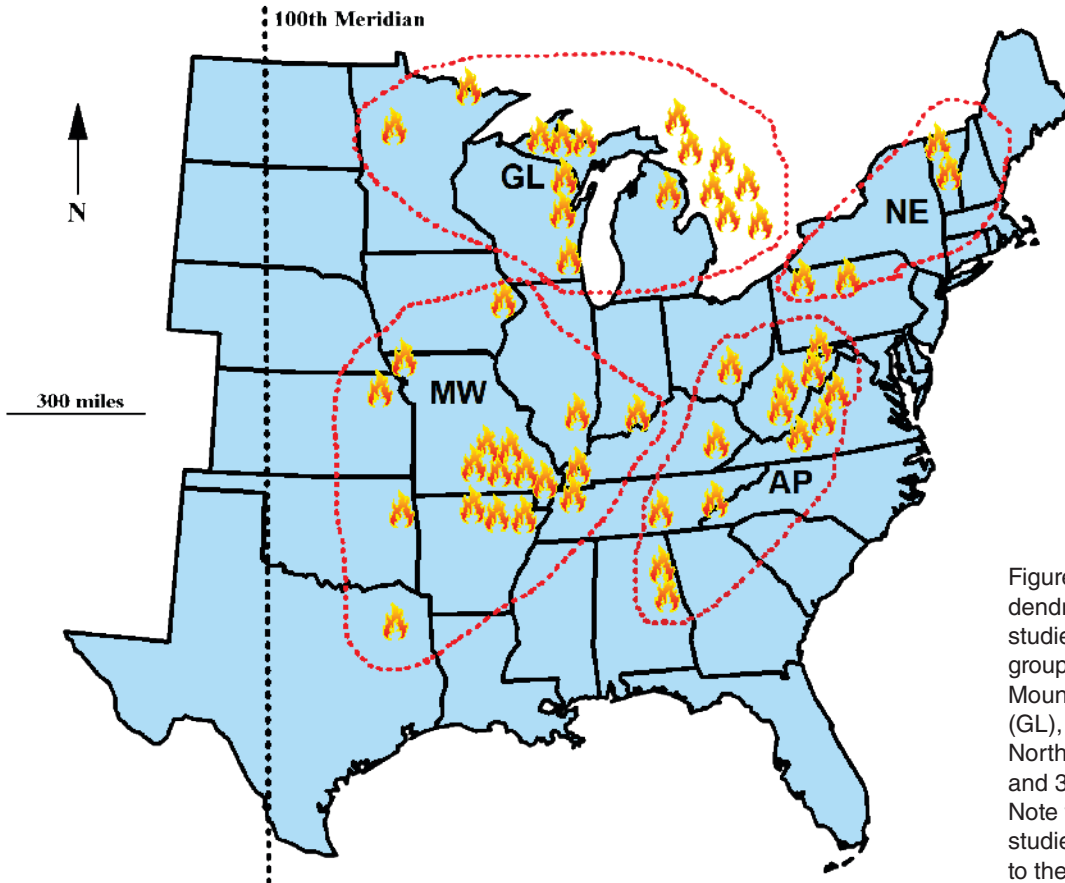 100th Meridian
N
GL
NE
300 miles
MW
AP
Figure
dendr
studie
group
Moun
(GL),
North
and 3
Note
studie
to the